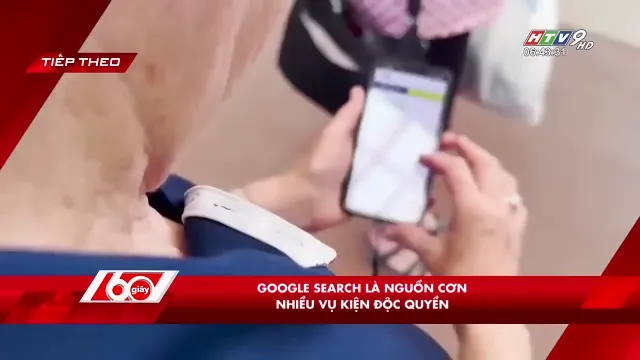 TIẾP THEO
HTV9 HD
06:43:31
60 giây
GOOGLE SEARCH LÀ NGUỒN CƠN
NHIỀU VỤ KIỆN ĐỘC QUYỀN